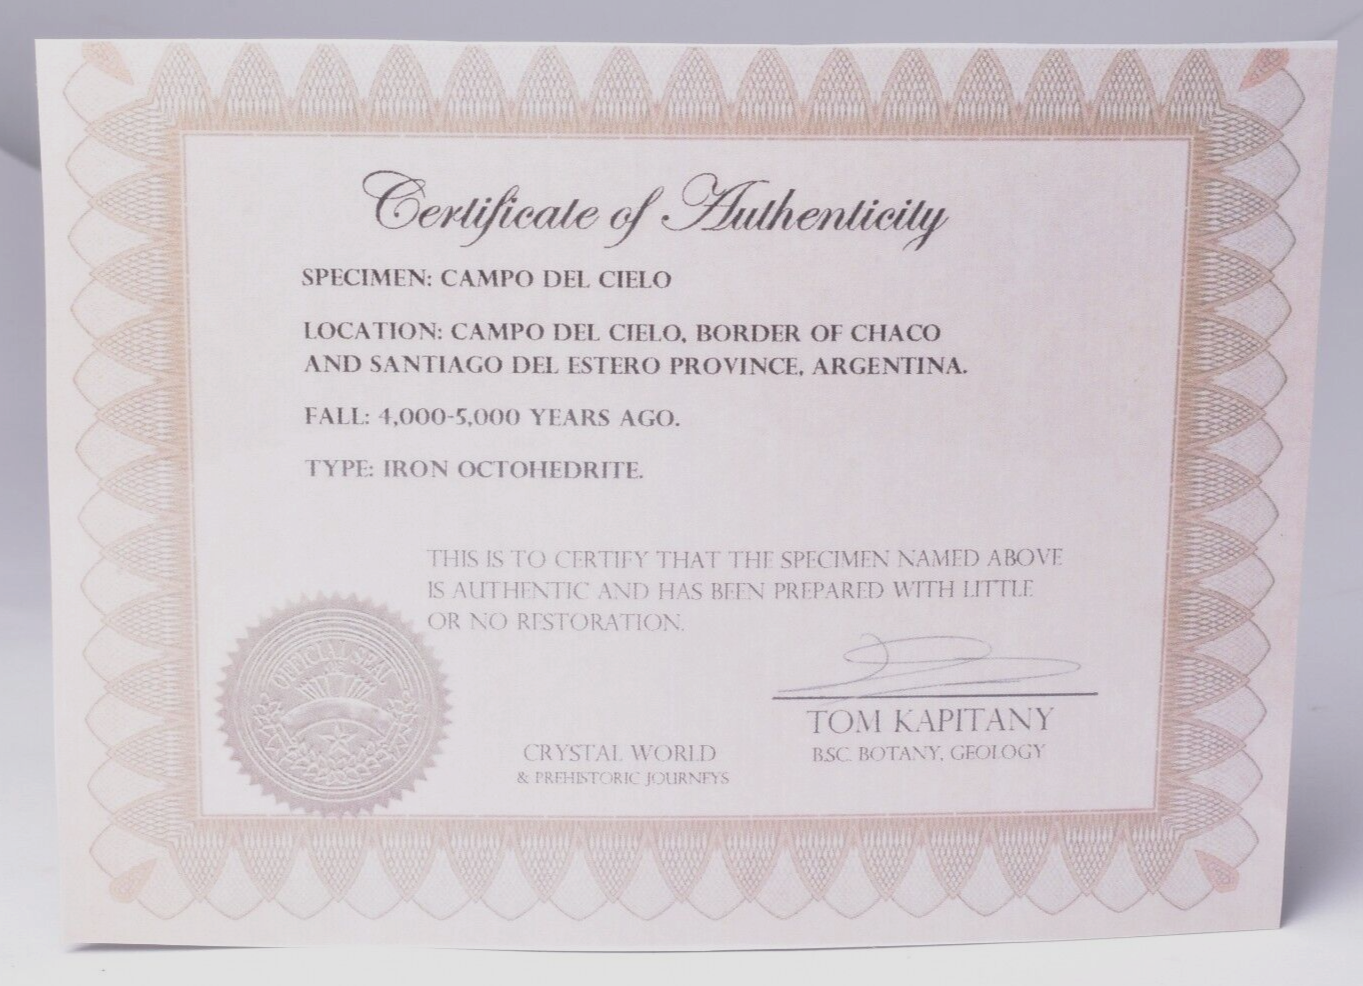 Certificate of Authenticity
SPECIMEN: CAMPO DEL CIELO
LOCATION: CAMPO DEL CIELO, BORDER OF CHACO
AND SANTIAGO DEL ESTERO PROVINCE, ARGENTINA.
FALL: 4,000-5,000 YEARS AGO.
TYPE: IRON OCTOHEDRITE.
THIS IS TO CERTIFY THAT THE SPECIMEN NAMED ABOVE
IS AUTHENTIC AND HAS BEEN PREPARED WITH LITTLE
OR NO RESTORATION.
OFFICIAL SEAL
TOM KAPITANY
B.SC. BOTANY, GEOLOGY
CRYSTAL WORLD
& PREHISTORIC JOURNEYS